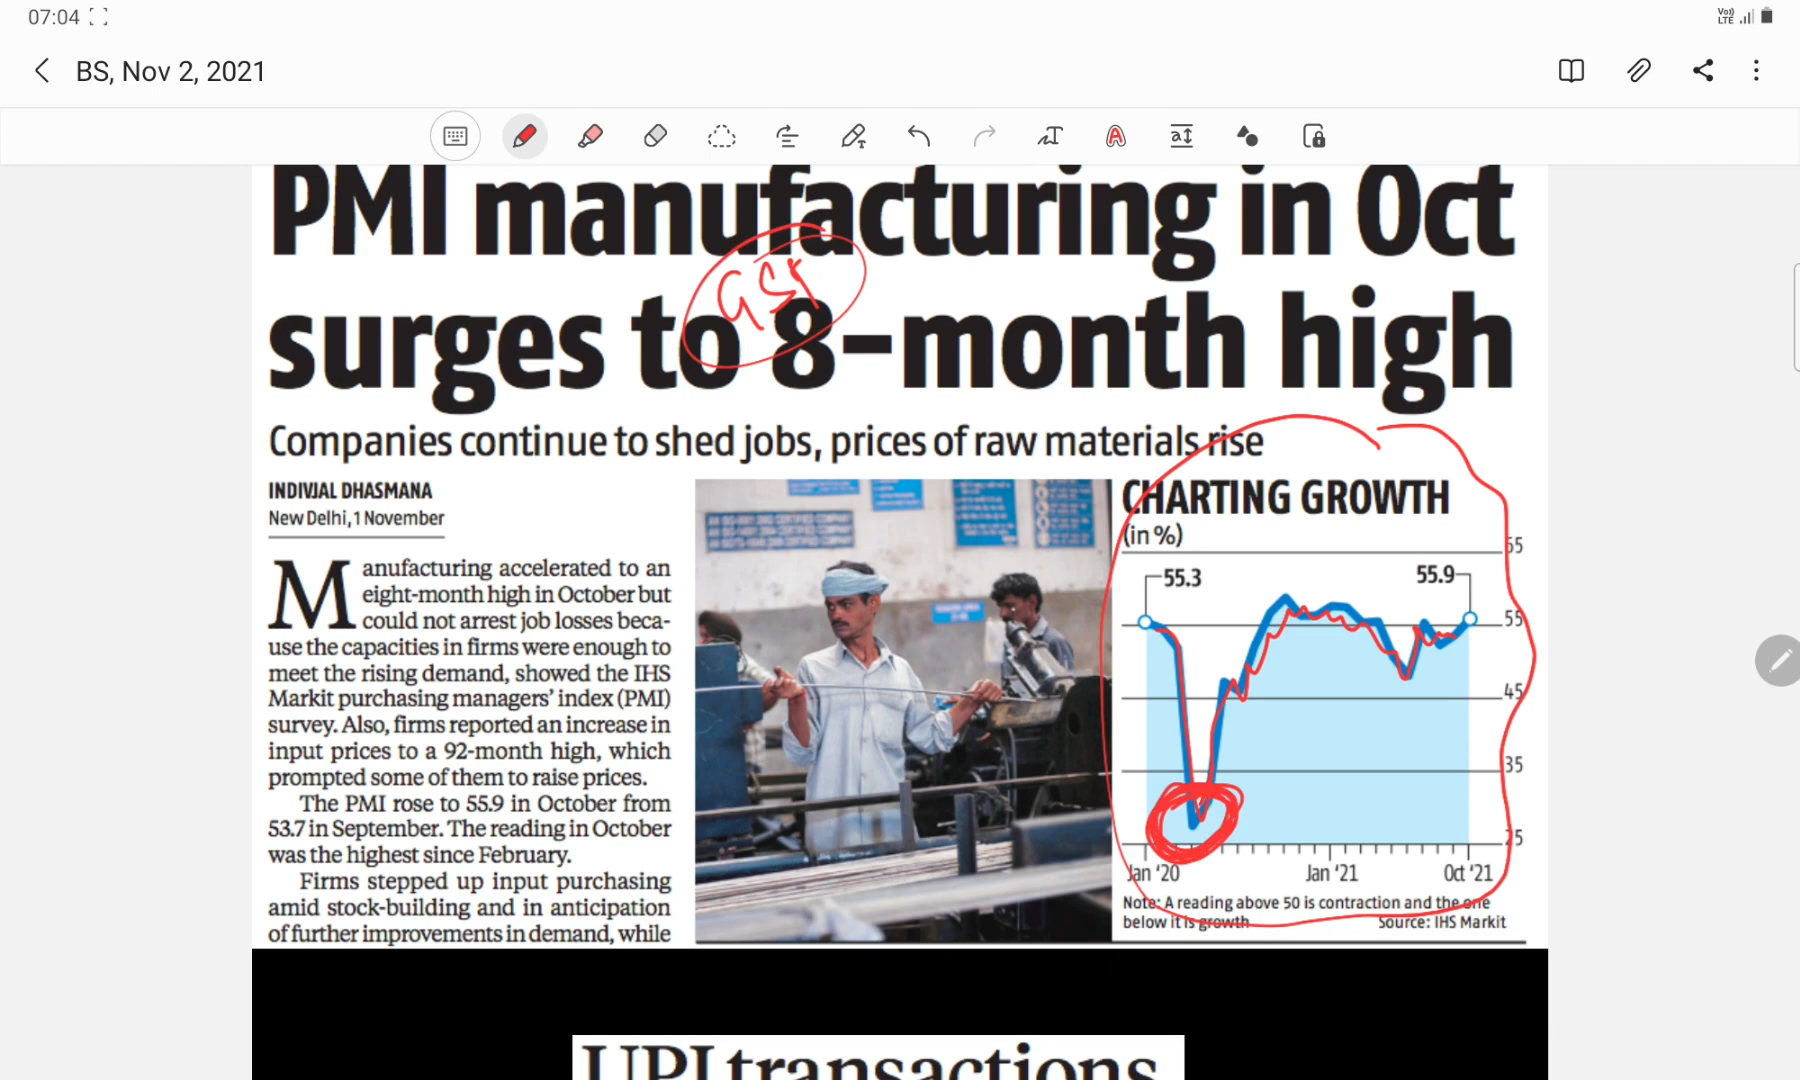 07:04
Vo))
LTE
BS, Nov 2, 2021
PMI manufacturing in Oct
surges to 8-month high
GST
Companies continue to shed jobs, prices of raw materials rise
INDIVJAL DHASMANA
New Delhi, 1 November
Manufacturing accelerated to an
eight-month high in October but
could not arrest job losses beca-
use the capacities in firms were enough to
meet the rising demand, showed the IHS
Markit purchasing managers' index (PMI)
survey. Also, firms reported an increase in
input prices to a 92-month high, which
prompted some of them to raise prices.
The PMI rose to 55.9 in October from
53.7 in September. The reading in October
was the highest since February.
Firms stepped up input purchasing
amid stock-building and in anticipation
of further improvements in demand, while
CHARTING GROWTH
(in %)
65
55.3
55.9
55
45
35
25
Jan '20
Jan '21
Oct '21
Note: A reading above 50 is contraction and the one
below it is growth
Source: IHS Markit
UPI transactions